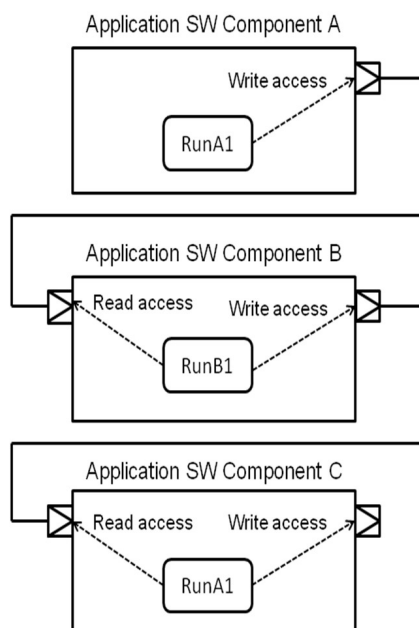 Application SW Component A
Write access
RunA1
Application SW Component B
Read access
Write access
RunB1
Application SW Component C
Read access
Write access
RunA1